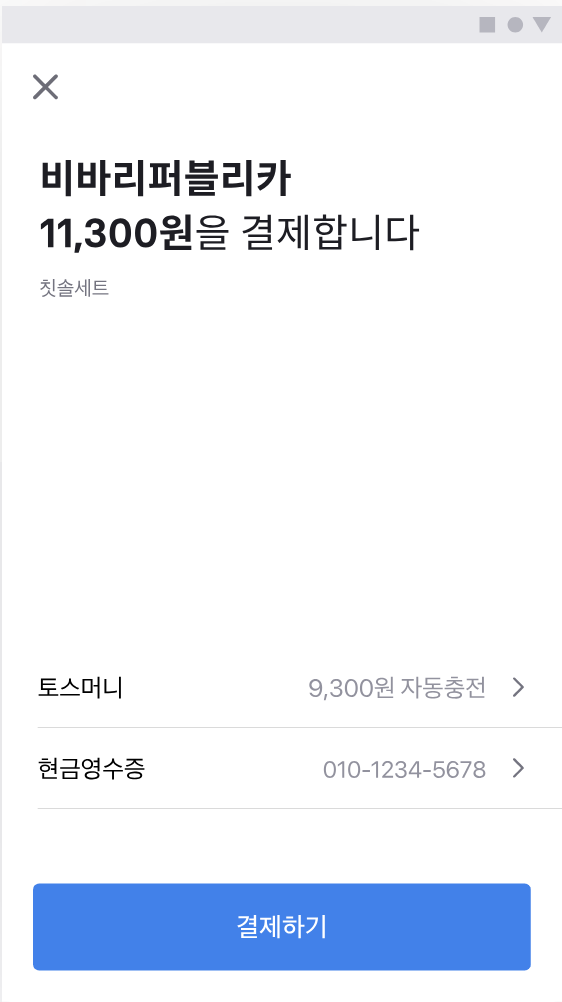 비바리퍼블리카
11,300원을 결제합니다
칫솔세트
토스머니 9,300원 자동충전
현금영수증 010-1234-5678
결제하기